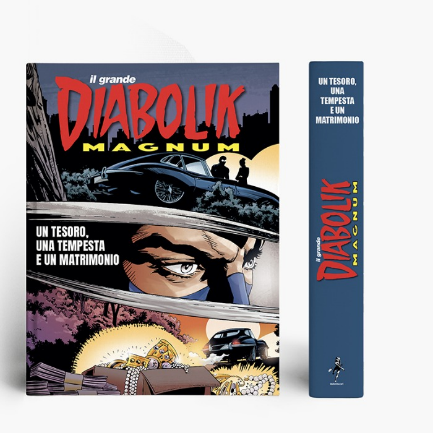 il grande
DIABOLIK
MAGNUM
UN TESORO,
UNA TEMPESTA
E UN MATRIMONIO
UN TESORO,
UNA
TEMPESTA
E UN
MATRIMONIO
il grande
DIABOLIK
MAGNUM